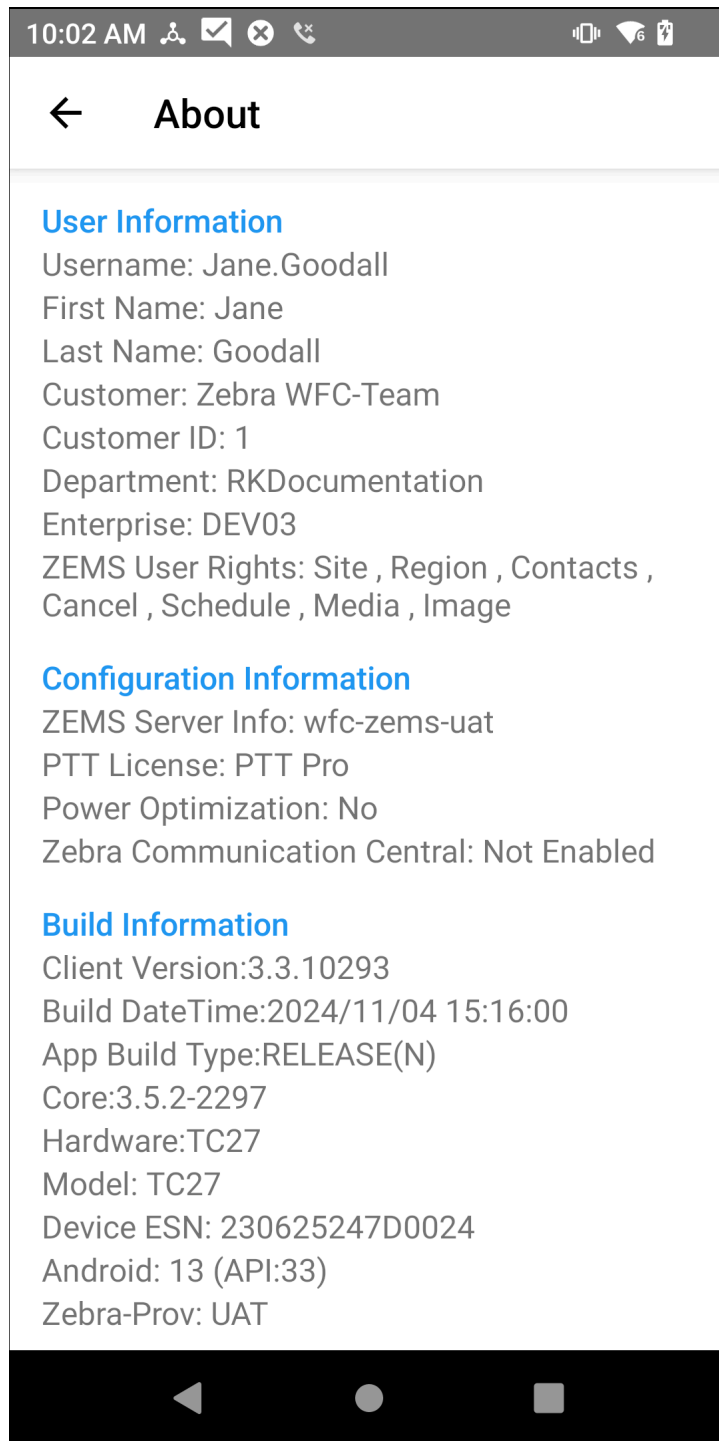 10:02 AM
6
About
User Information
Username: Jane.Goodall
First Name: Jane
Last Name: Goodall
Customer: Zebra WFC-Team
Customer ID: 1
Department: RKDocumentation
Enterprise: DEV03
ZEMS User Rights: Site , Region , Contacts ,
Cancel , Schedule , Media , Image
Configuration Information
ZEMS Server Info: wfc-zems-uat
PTT License: PTT Pro
Power Optimization: No
Zebra Communication Central: Not Enabled
Build Information
Client Version:3.3.10293
Build DateTime:2024/11/04 15:16:00
App Build Type:RELEASE(N)
Core:3.5.2-2297
Hardware:TC27
Model: TC27
Device ESN: 230625247D0024
Android: 13 (API:33)
Zebra-Prov: UAT